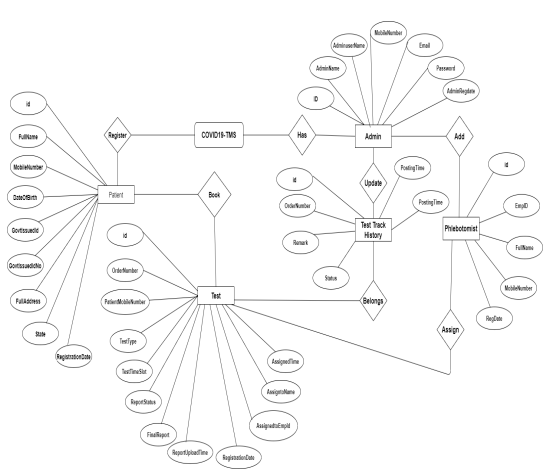 MobileNumber
AdminuserName
Email
AdminName
Password
ID
AdminRegdate
id
FullName
MobileNumber
DateOfBirth
GovtIssuedId
GovtIssuedIdNo
FullAddress
State
RegistrationDate
Register
COVID19-TMS
Has
Admin
Add
Patient
Book
Update
PostingTime
id
OrderNumber
PostingTime
Test Track
History
Remark
Status
id
EmpID
Phlebotomist
FullName
MobileNumber
RegDate
id
OrderNumber
PatientMobileNumber
Test
Belongs
Assign
TestType
TestTimeSlot
ReportStatus
FinalReport
ReportUploadTime
RegistrationDate
AssignedtoEmpId
AssigntoName
AssignedTime